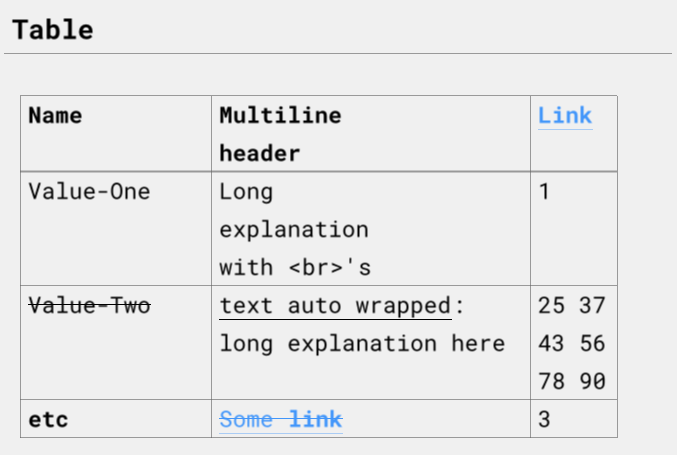 Table
Name Multiline Link
header
Value-One Long 1
explanation
with <br>'s
Value-Two text auto wrapped: 25 37
long explanation here 43 56
78 90
etc Some link 3